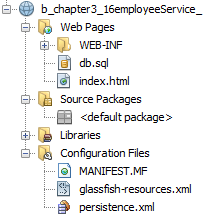 b_chapter3_16employeeService_
Web Pages
WEB-INF
db.sql
index.html
Source Packages
<default package>
Libraries
Configuration Files
MANIFEST.MF
glassfish-resources.xml
persistence.xml